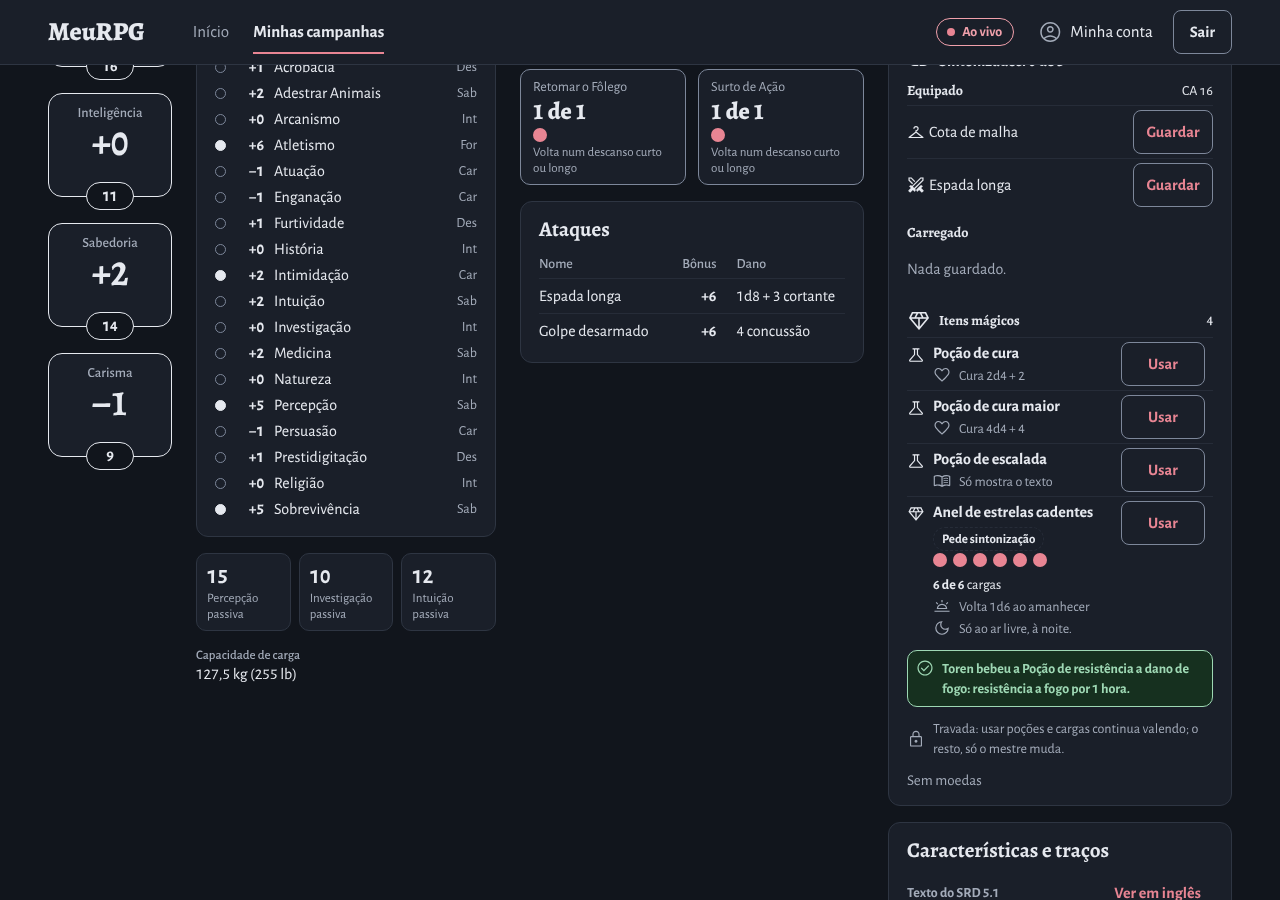 MeuRPG
Início
Minhas campanhas
Ao vivo
Minha conta
Sair
16
Inteligência
+0
11
Sabedoria
+2
14
Carisma
−1
9
+1 Acrobacia Des
+2 Adestrar Animais Sab
+0 Arcanismo Int
+6 Atletismo For
−1 Atuação Car
−1 Enganação Car
+1 Furtividade Des
+0 História Int
+2 Intimidação Car
+2 Intuição Sab
+0 Investigação Int
+2 Medicina Sab
+0 Natureza Int
+5 Percepção Sab
−1 Persuasão Car
+1 Prestidigitação Des
+0 Religião Int
+5 Sobrevivência Sab
15
Percepção
passiva
10
Investigação
passiva
12
Intuição
passiva
Capacidade de carga
127,5 kg (255 lb)
Retomar o Fôlego
1 de 1
Volta num descanso curto
ou longo
Surto de Ação
1 de 1
Volta num descanso curto
ou longo
Ataques
Nome Bônus Dano
Espada longa +6 1d8 + 3 cortante
Golpe desarmado +6 4 concussão
Equipado CA 16
Cota de malha Guardar
Espada longa Guardar
Carregado
Nada guardado.
Itens mágicos 4
Poção de cura
Cura 2d4 + 2
Usar
Poção de cura maior
Cura 4d4 + 4
Usar
Poção de escalada
Só mostra o texto
Usar
Anel de estrelas cadentes
Usar
Pede sintonização
6 de 6 cargas
Volta 1d6 ao amanhecer
Só ao ar livre, à noite.
Toren bebeu a Poção de resistência a dano de
fogo: resistência a fogo por 1 hora.
Travada: usar poções e cargas continua valendo; o
resto, só o mestre muda.
Sem moedas
Características e traços
Texto do SRD 5.1 Ver em inglês